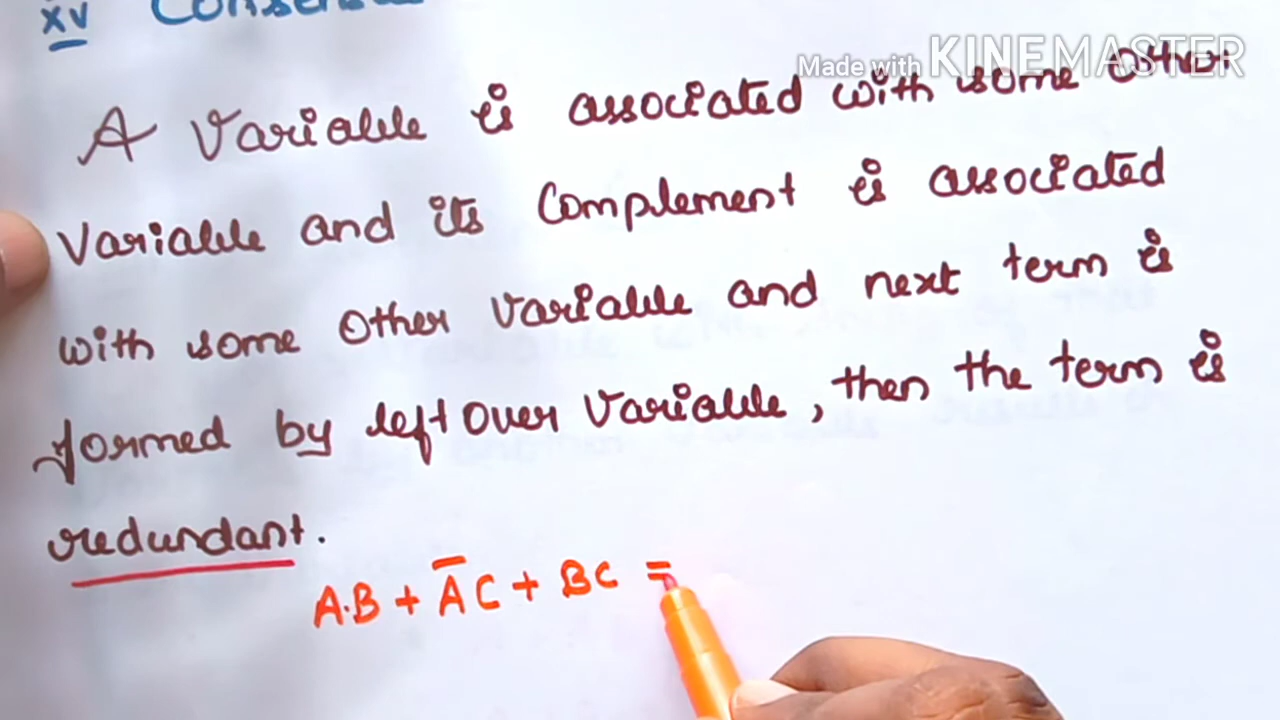 xv
Made with KINEMASTER
A Variable is associated with some other
Variable and its Complement is associated
with some other variable and next term is
formed by left over variable, then the term is
redundant.
A.B + A̅C + BC =